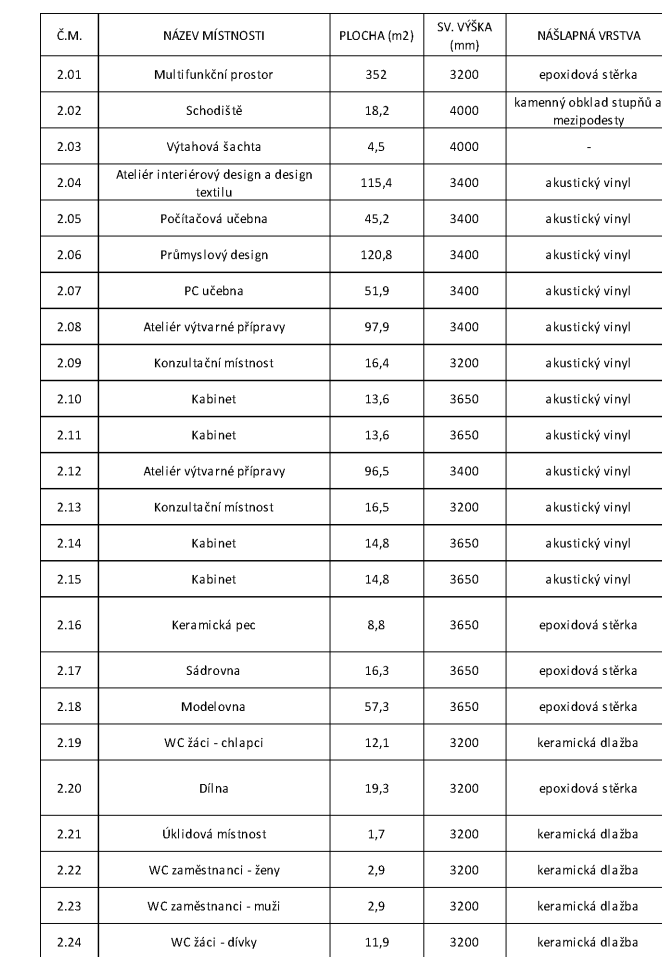 Č.M. NÁZEV MÍSTNOSTI PLOCHA (m2) SV. VÝŠKA (mm) NÁŠLAPNÁ VRSTVA
2.01 Multifunkční prostor 352 3200 epoxidová stěrka
2.02 Schodiště 18,2 4000 kamenný obklad stupňů a mezipodesty
2.03 Výtahová šachta 4,5 4000 -
2.04 Ateliér interiérový design a design textilu 115,4 3400 akustický vinyl
2.05 Počítačová učebna 45,2 3400 akustický vinyl
2.06 Průmyslový design 120,8 3400 akustický vinyl
2.07 PC učebna 51,9 3400 akustický vinyl
2.08 Ateliér výtvarné přípravy 97,9 3400 akustický vinyl
2.09 Konzultační místnost 16,4 3200 akustický vinyl
2.10 Kabinet 13,6 3650 akustický vinyl
2.11 Kabinet 13,6 3650 akustický vinyl
2.12 Ateliér výtvarné přípravy 96,5 3400 akustický vinyl
2.13 Konzultační místnost 16,5 3200 akustický vinyl
2.14 Kabinet 14,8 3650 akustický vinyl
2.15 Kabinet 14,8 3650 akustický vinyl
2.16 Keramická pec 8,8 3650 epoxidová stěrka
2.17 Sádrovna 16,3 3650 epoxidová stěrka
2.18 Modelovna 57,3 3650 epoxidová stěrka
2.19 WC žáci - chlapci 12,1 3200 keramická dlažba
2.20 Dílna 19,3 3200 epoxidová stěrka
2.21 Úklidová místnost 1,7 3200 keramická dlažba
2.22 WC zaměstnanci - ženy 2,9 3200 keramická dlažba
2.23 WC zaměstnanci - muži 2,9 3200 keramická dlažba
2.24 WC žáci - dívky 11,9 3200 keramická dlažba